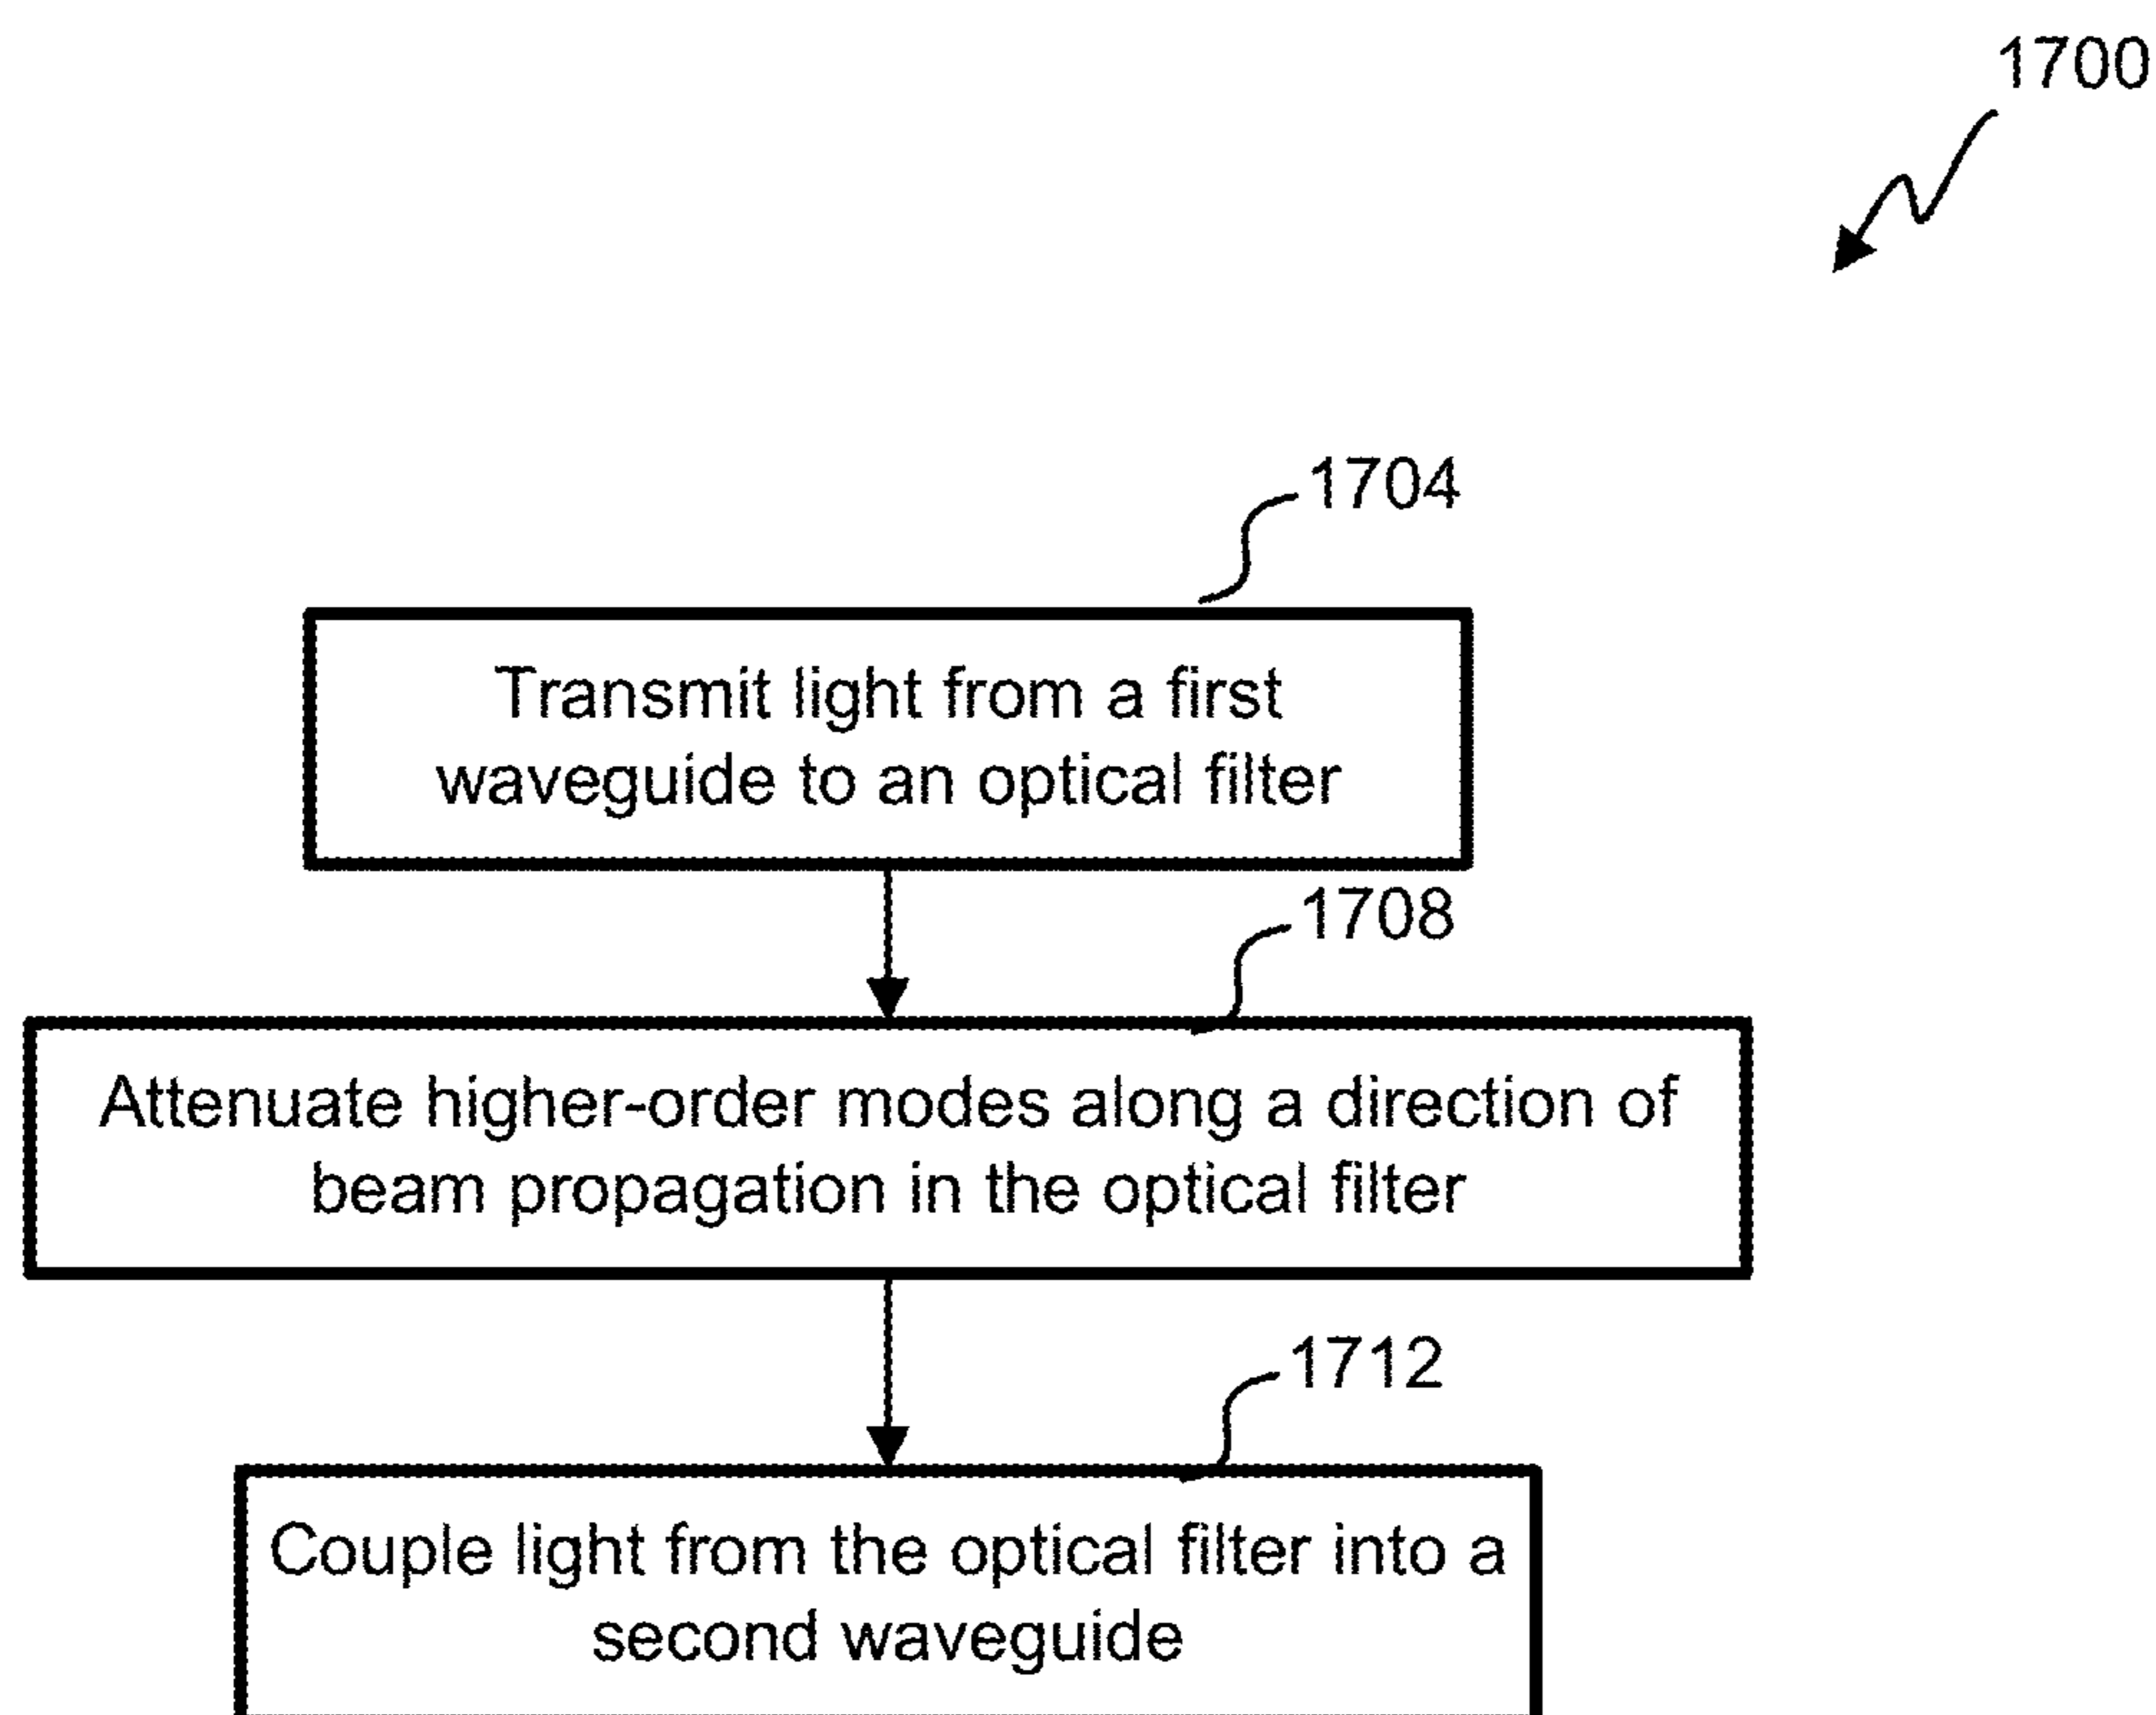 1700
1704
Transmit light from a first
waveguide to an optical filter
1708
Attenuate higher-order modes along a direction of
beam propagation in the optical filter
1712
Couple light from the optical filter into a
second waveguide